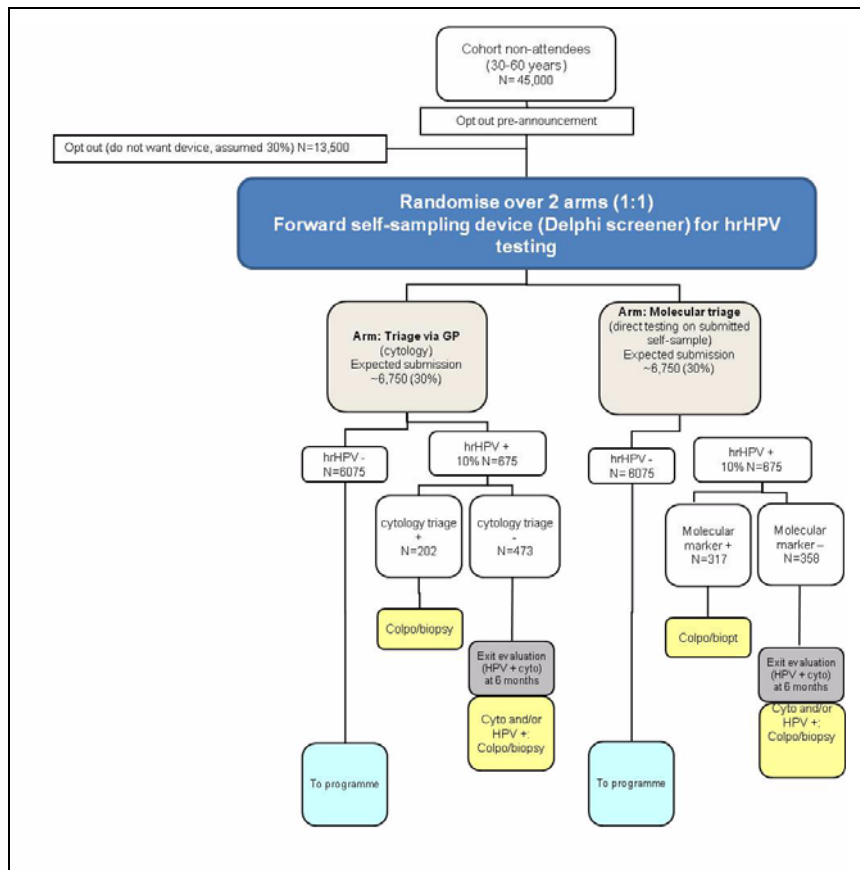 Cohort non-attendees
(30-60 years)
N= 45,000
Opt out pre-announcement
Opt out (do not want device, assumed 30%) N=13,500
Randomise over 2 arms (1:1)
Forward self-sampling device (Delphi screener) for hrHPV
testing
Arm: Triage via GP
(cytology)
Expected submission
~6,750 (30%)
Arm: Molecular triage
(direct testing on submitted
self-sample)
Expected submission
~6,750 (30%)
hrHPV -
N=6075
hrHPV +
10% N=675
hrHPV -
N= 6075
hrHPV +
10% N=675
cytology triage
+
N=202
cytology triage
-
N=473
Molecular
marker +
N=317
Molecular
marker –
N=358
Colpo/biopsy
Exit evaluation
(HPV + cyto)
at 6 months
Cyto and/or
HPV +:
Colpo/biopsy
Colpo/biopt
Exit evaluation
(HPV + cyto)
at 6 months
Cyto and/or
HPV +:
Colpo/biopsy
To programme
To programme